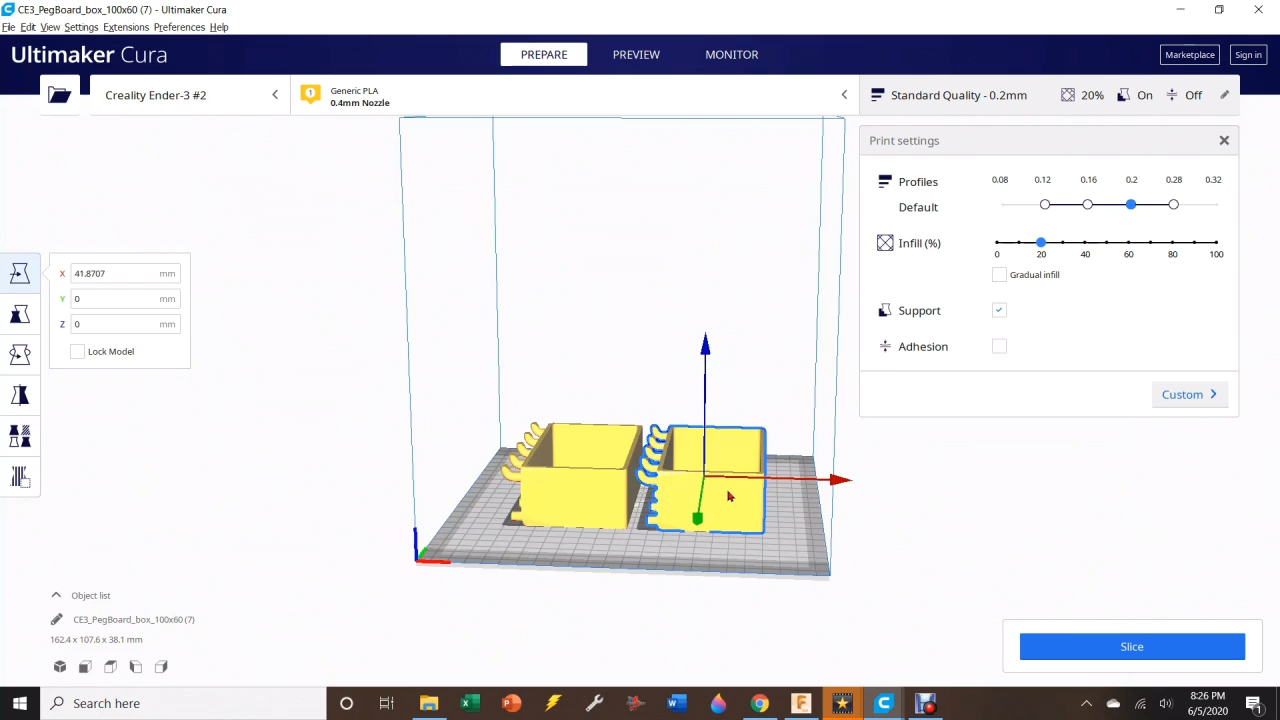 CE3_PegBoard_box_100x60 (7) - Ultimaker Cura
File Edit View Settings Extensions Preferences Help
Ultimaker Cura
PREPARE
PREVIEW
MONITOR
Marketplace
Sign in
Creality Ender-3 #2
1
Generic PLA
0.4mm Nozzle
Standard Quality - 0.2mm
20%
On
Off
Print settings
Profiles
0.08 0.12 0.16 0.2 0.28 0.32
Default
Infill (%)
0 20 40 60 80 100
Gradual infill
Support
Adhesion
Custom
X 41.8707 mm
Y 0 mm
Z 0 mm
Lock Model
Object list
CE3_PegBoard_box_100x60 (7)
162.4 x 107.6 x 38.1 mm
Slice
Search here
8:26 PM
6/5/2020
1